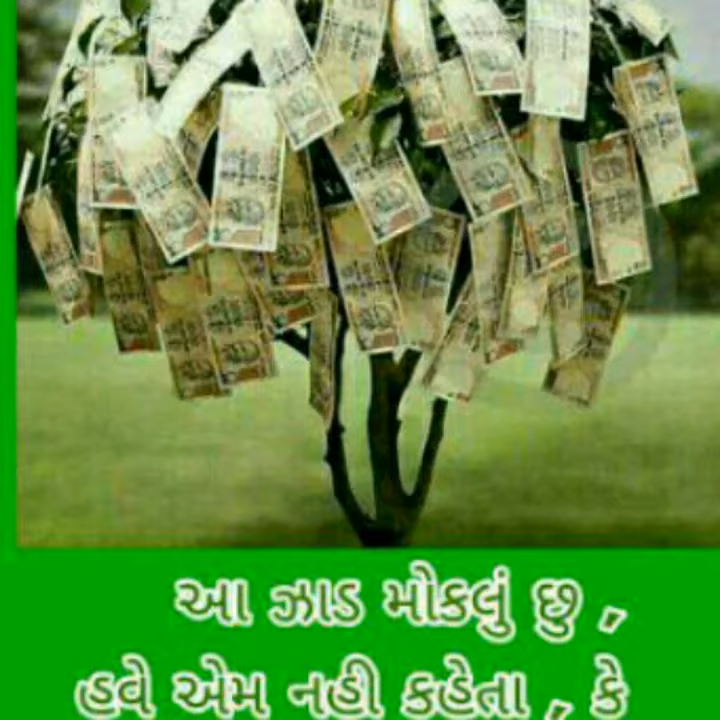 આ ઝાડ મોકલું છુ ,
હવે એમ નહી કહેતા , કે